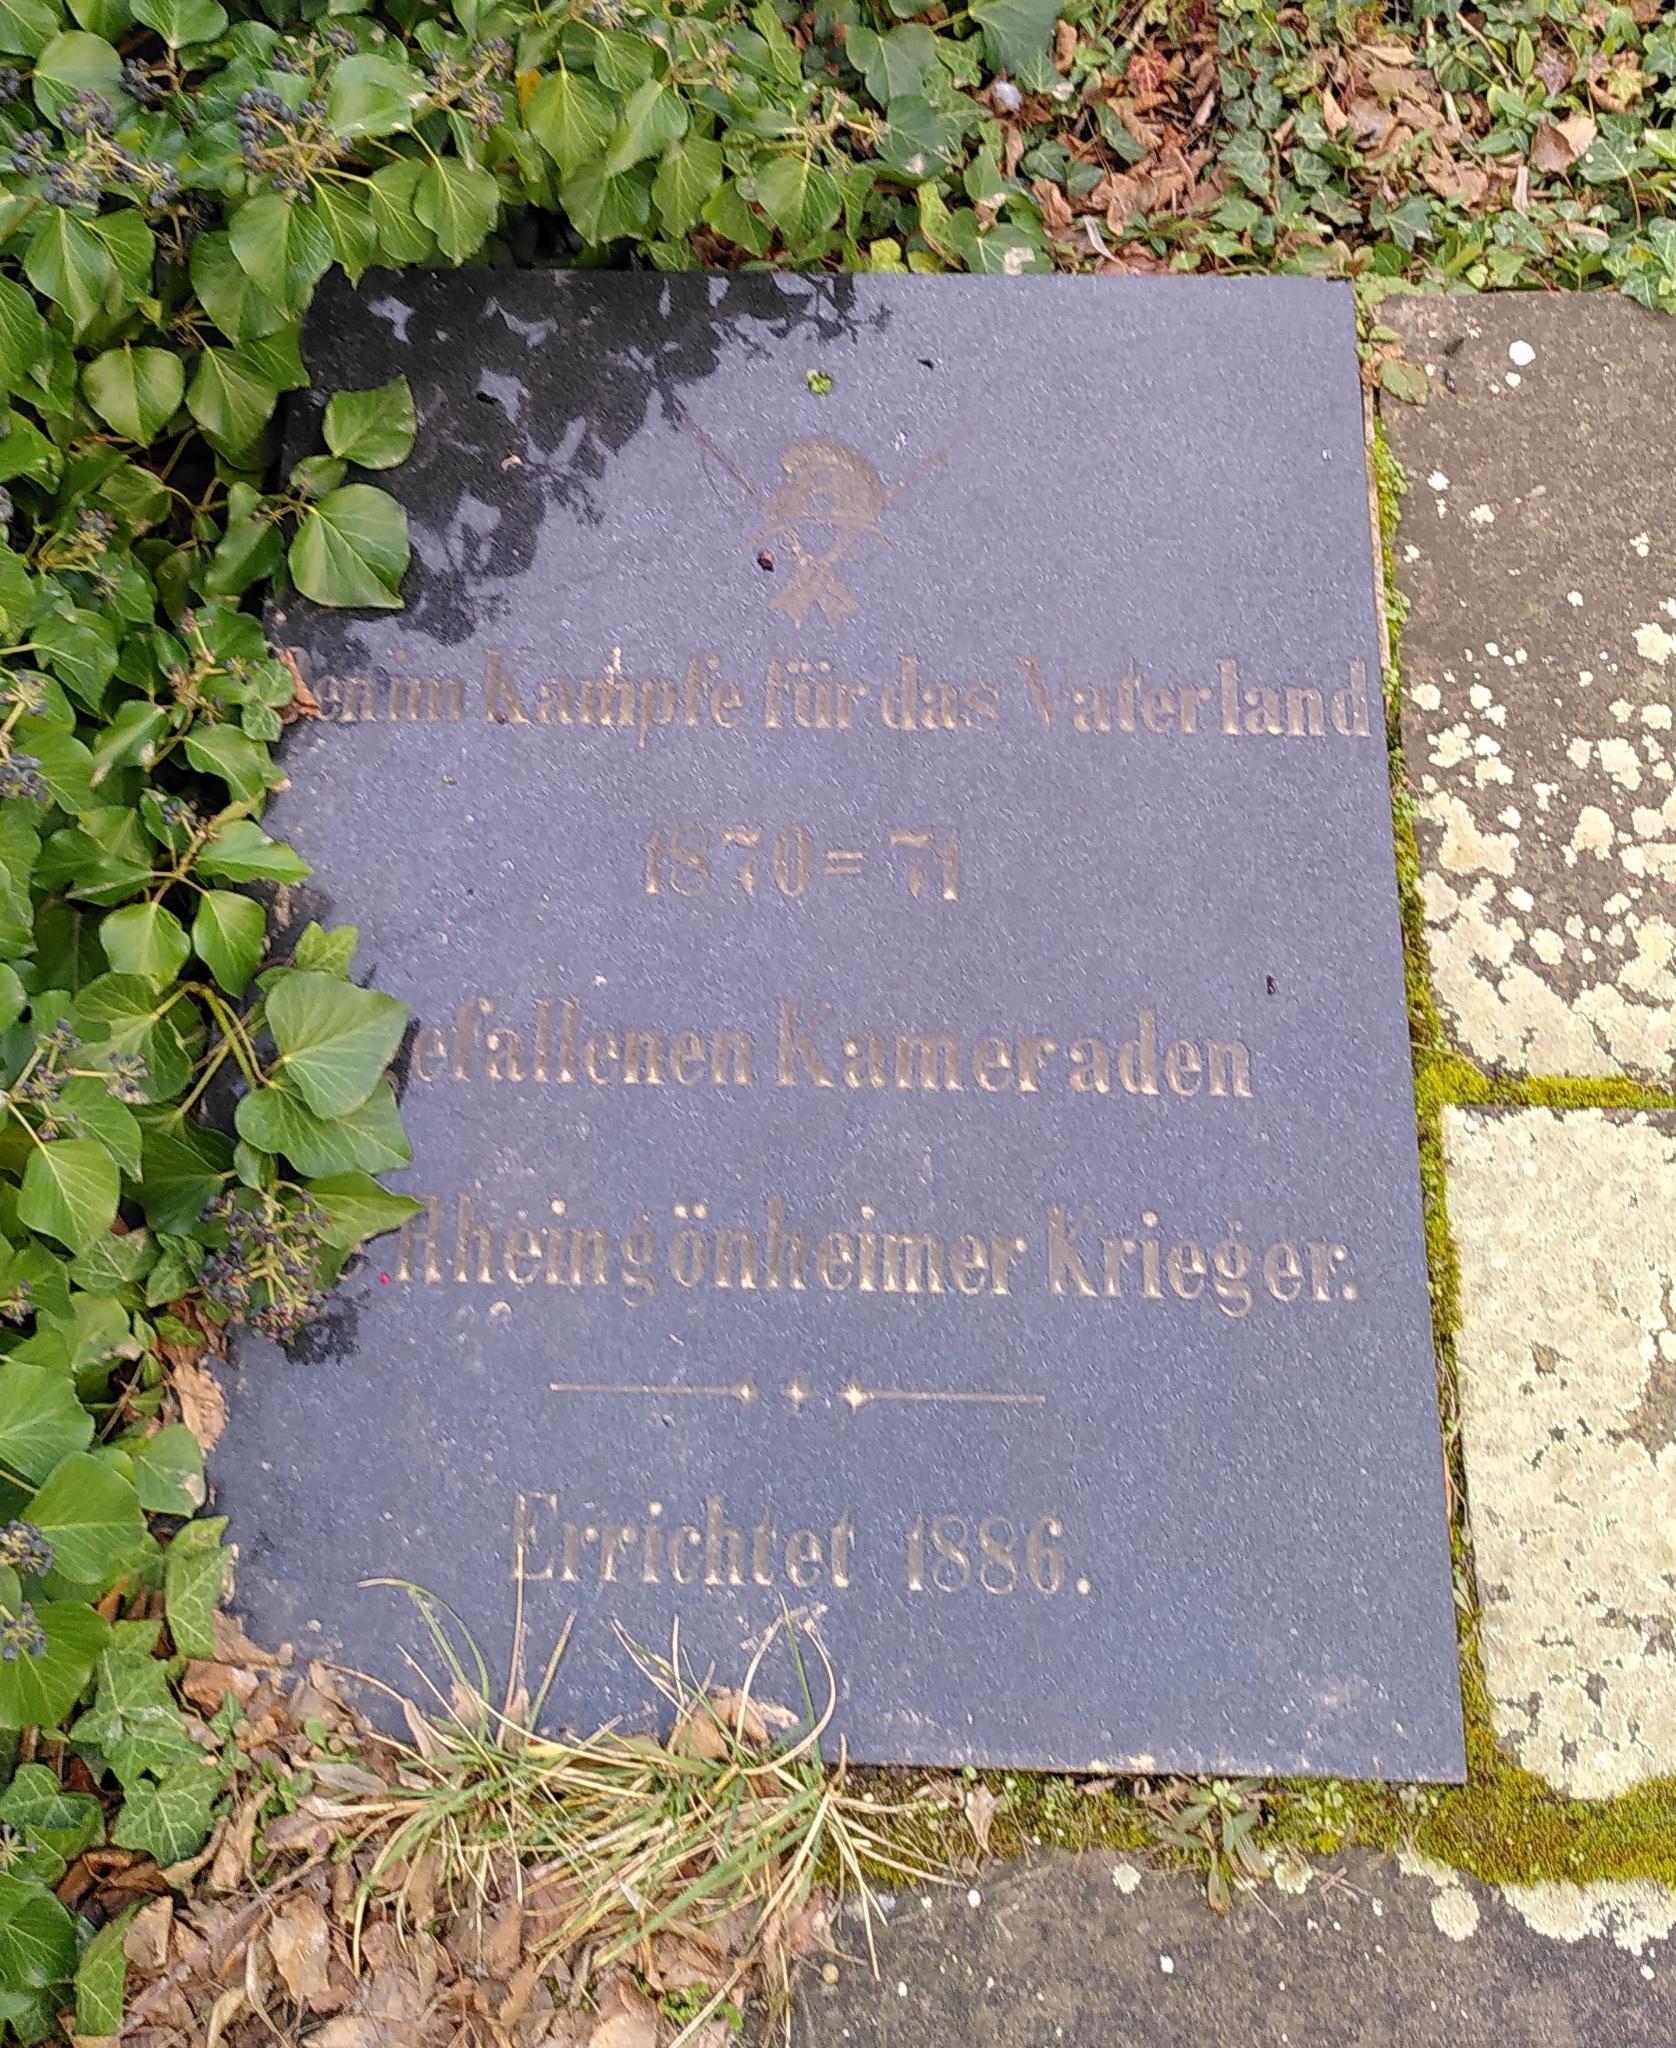 im Kampfe für das Vaterland
1870=71
Kameraden
Rheingönheimer Krieger.
Errichtet 1886.